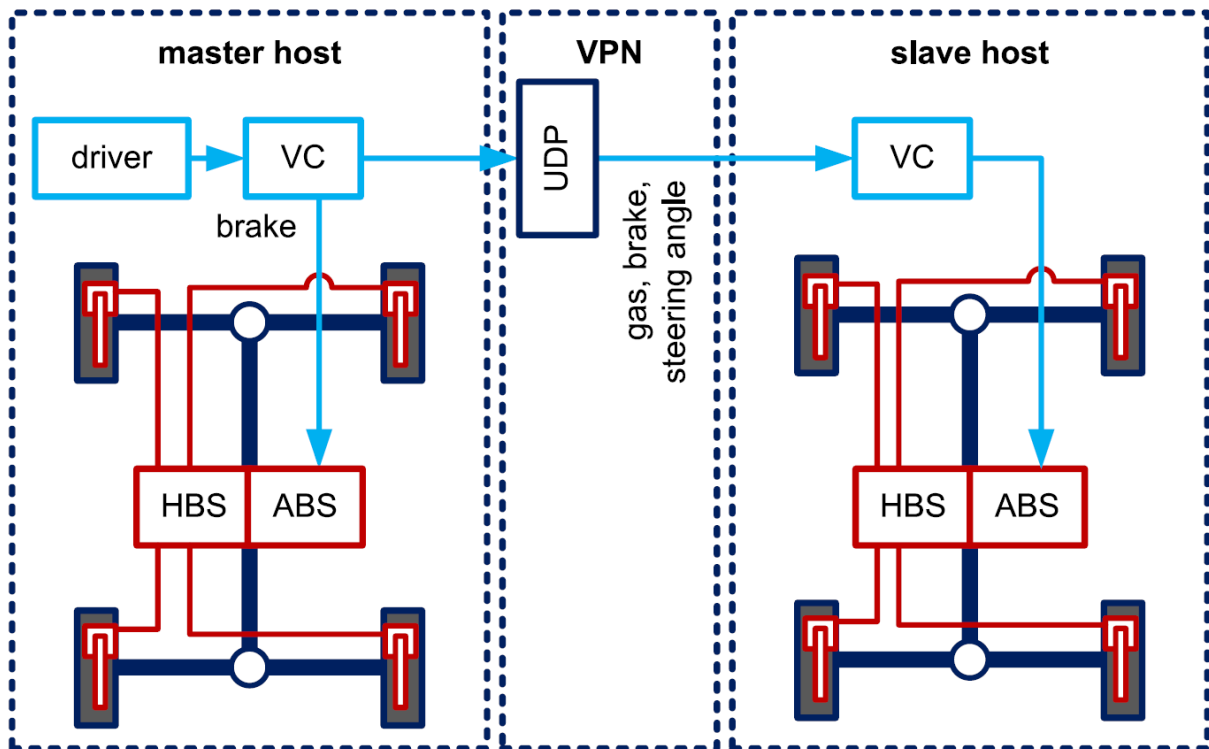 master host
VPN
slave host
driver
VC
UDP
VC
brake
gas, brake,
steering angle
HBS
ABS
HBS
ABS